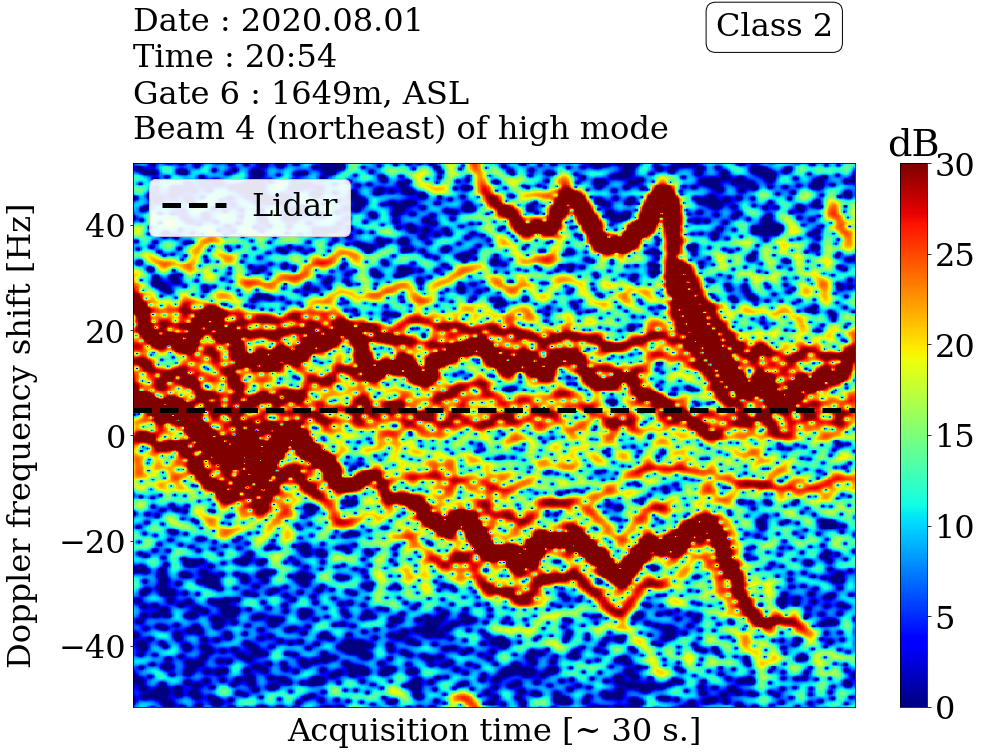 Date : 2020.08.01
Time : 20:54
Gate 6 : 1649m, ASL
Beam 4 (northeast) of high mode
Class 2
dB
Lidar
Doppler frequency shift [Hz]
40
20
0
−20
−40
Acquisition time [~ 30 s.]
30
25
20
15
10
5
0